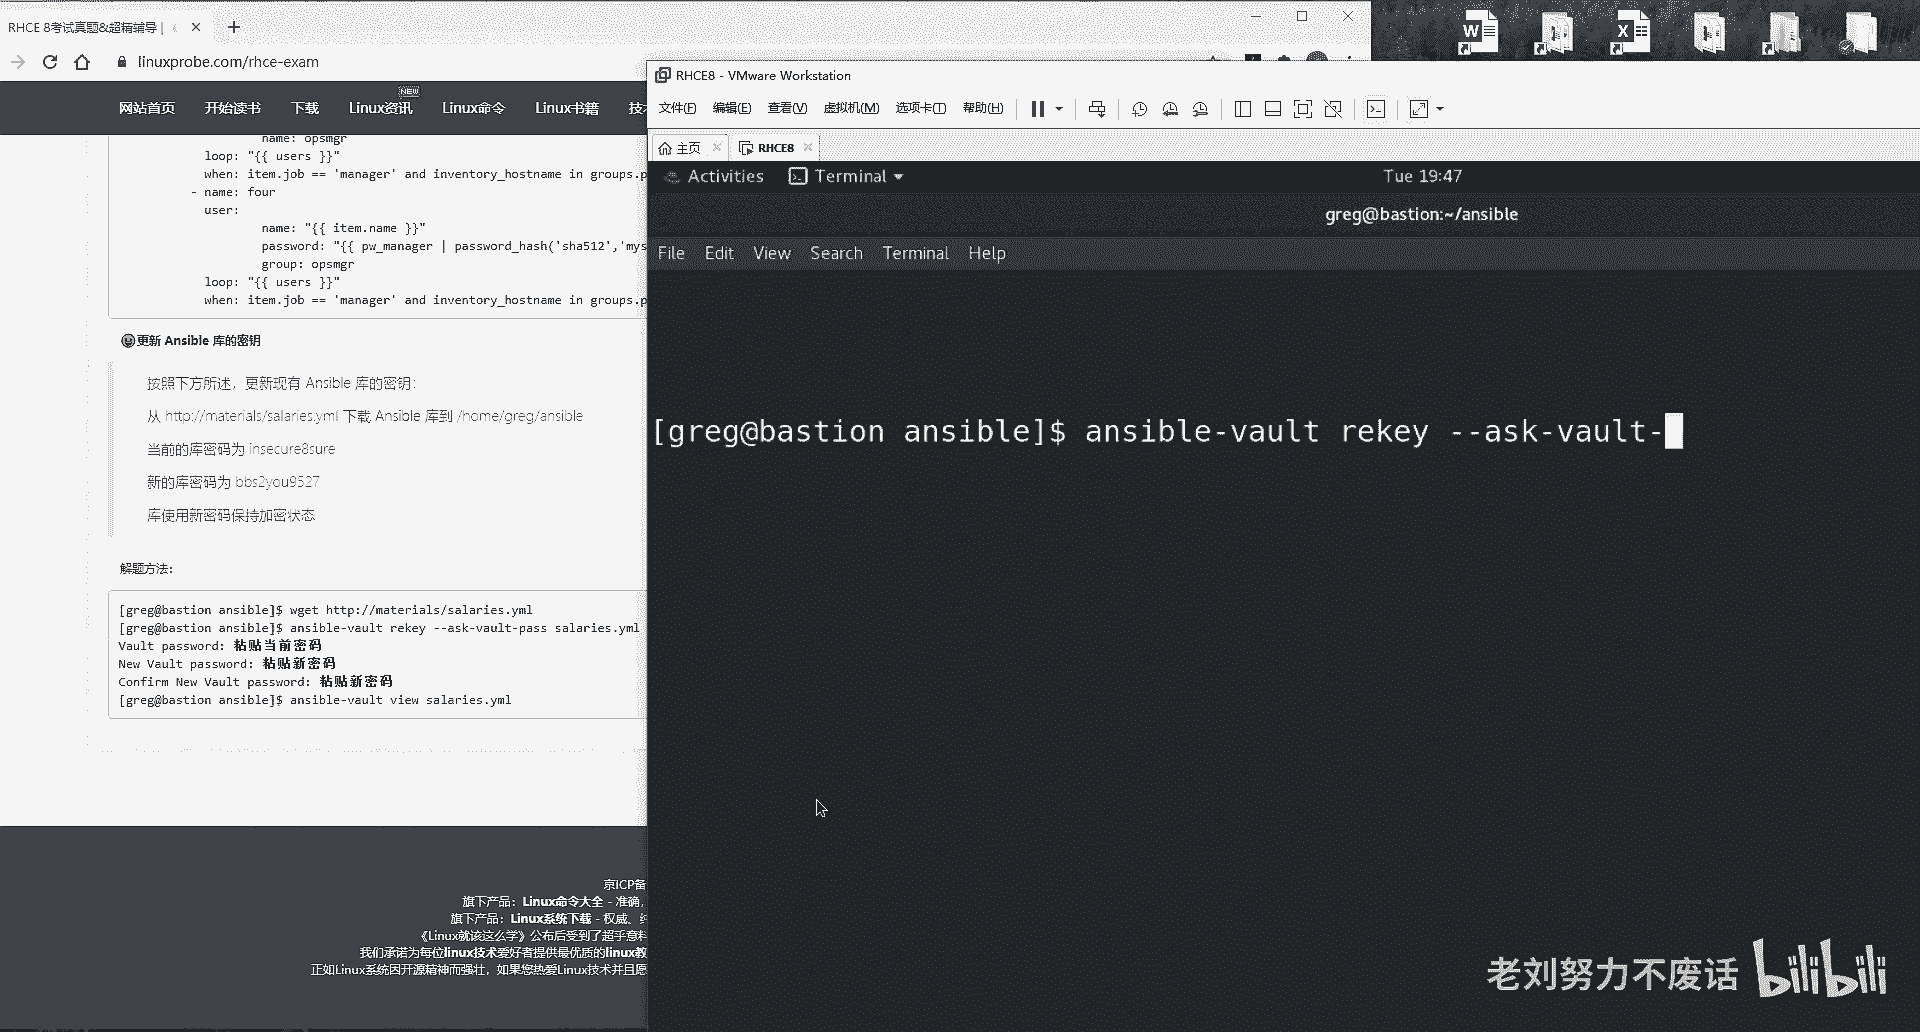 RHCE 8考试真题&超精辅导 |
linuxprobe.com/rhce-exam
网站首页 开始读书 下载 Linux资讯 NEW Linux命令 Linux书籍
name: opsmgr
loop: "{{ users }}"
when: item.job == 'manager' and inventory_hostname in groups.p
- name: four
user:
name: "{{ item.name }}"
password: "{{ pw_manager | password_hash('sha512','mys
group: opsmgr
loop: "{{ users }}"
when: item.job == 'manager' and inventory_hostname in groups.p
更新 Ansible 库的密钥
按照下方所述，更新现有 Ansible 库的密钥：
从 http://materials/salaries.yml 下载 Ansible 库到 /home/greg/ansible
当前的库密码为 insecure8sure
新的库密码为 bbs2you9527
库使用新密码保持加密状态
解题方法:
[greg@bastion ansible]$ wget http://materials/salaries.yml
[greg@bastion ansible]$ ansible-vault rekey --ask-vault-pass salaries.yml
Vault password: 粘贴当前密码
New Vault password: 粘贴新密码
Confirm New Vault password: 粘贴新密码
[greg@bastion ansible]$ ansible-vault view salaries.yml
京ICP备
旗下产品：Linux命令大全 - 准确，
旗下产品：Linux系统下载 - 权威、
《Linux就该这么学》公布后受到了超乎意料
我们承诺为每位linux技术爱好者提供最优质的linux教
正如Linux系统因开源精神而强壮，如果您热爱Linux技术并且愿
RHCE8 - VMware Workstation
文件(F) 编辑(E) 查看(V) 虚拟机(M) 选项卡(T) 帮助(H)
主页 RHCE8
Activities Terminal Tue 19:47
greg@bastion:~/ansible
File Edit View Search Terminal Help
[greg@bastion ansible]$ ansible-vault rekey --ask-vault-
老刘努力不废话 bilibili